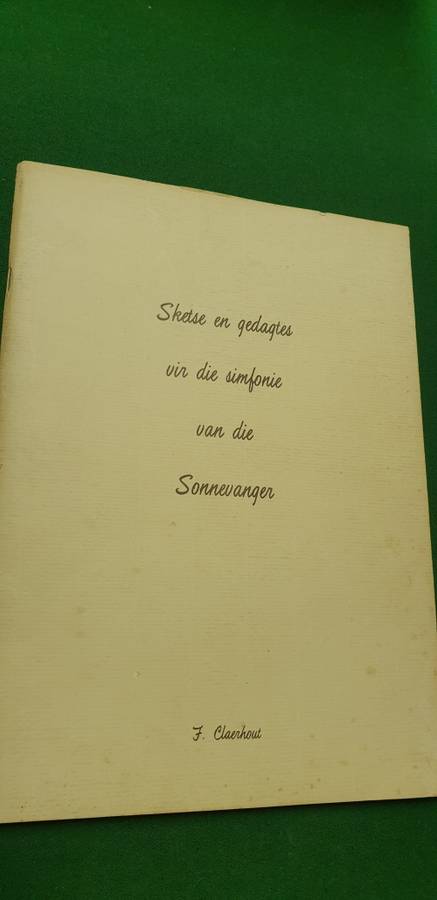 Sketse en gedagtes
vir die simfonie
van die
Sonnevanger
F. Claerhout